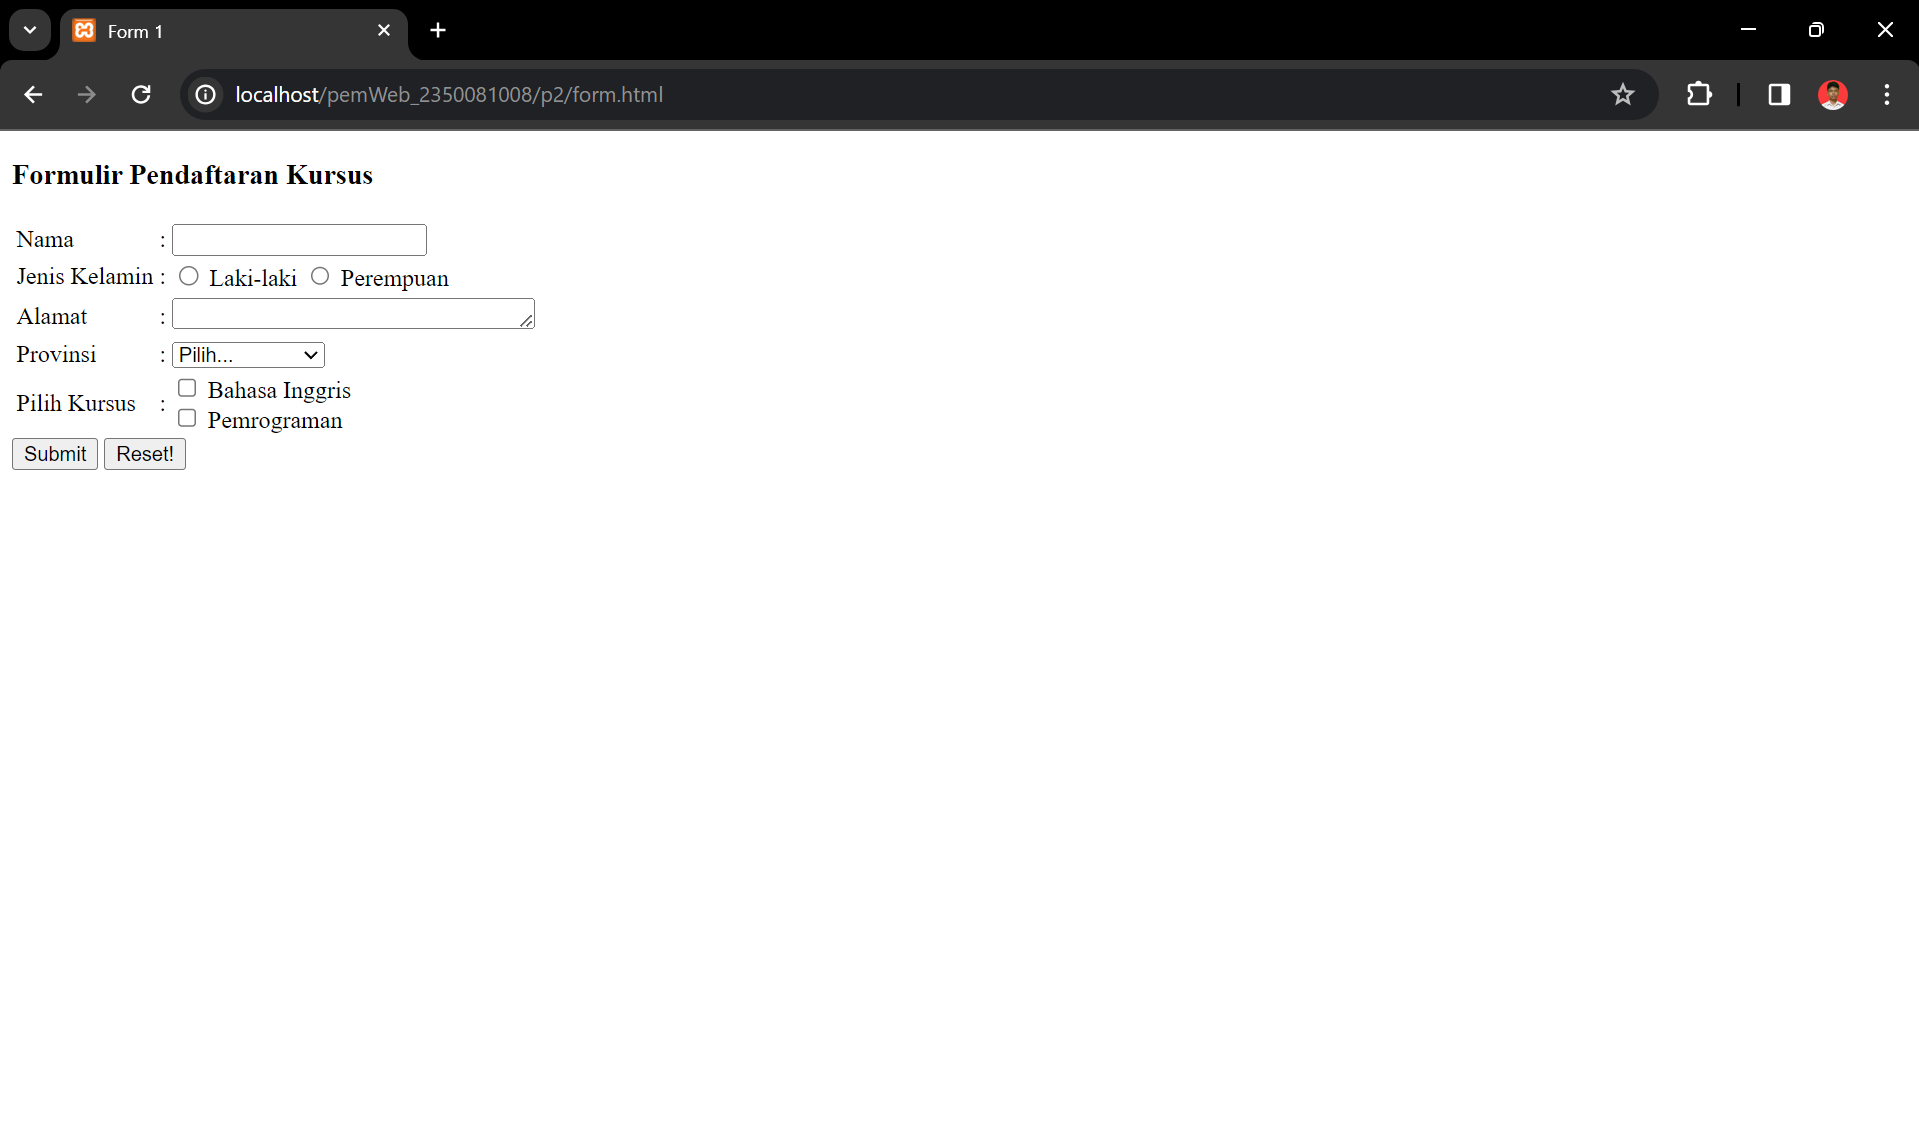 Form 1
localhost/pemWeb_2350081008/p2/form.html
Formulir Pendaftaran Kursus
Nama :
Jenis Kelamin : Laki-laki Perempuan
Alamat :
Provinsi : Pilih...
Pilih Kursus : Bahasa Inggris
Pemrograman
Submit Reset!